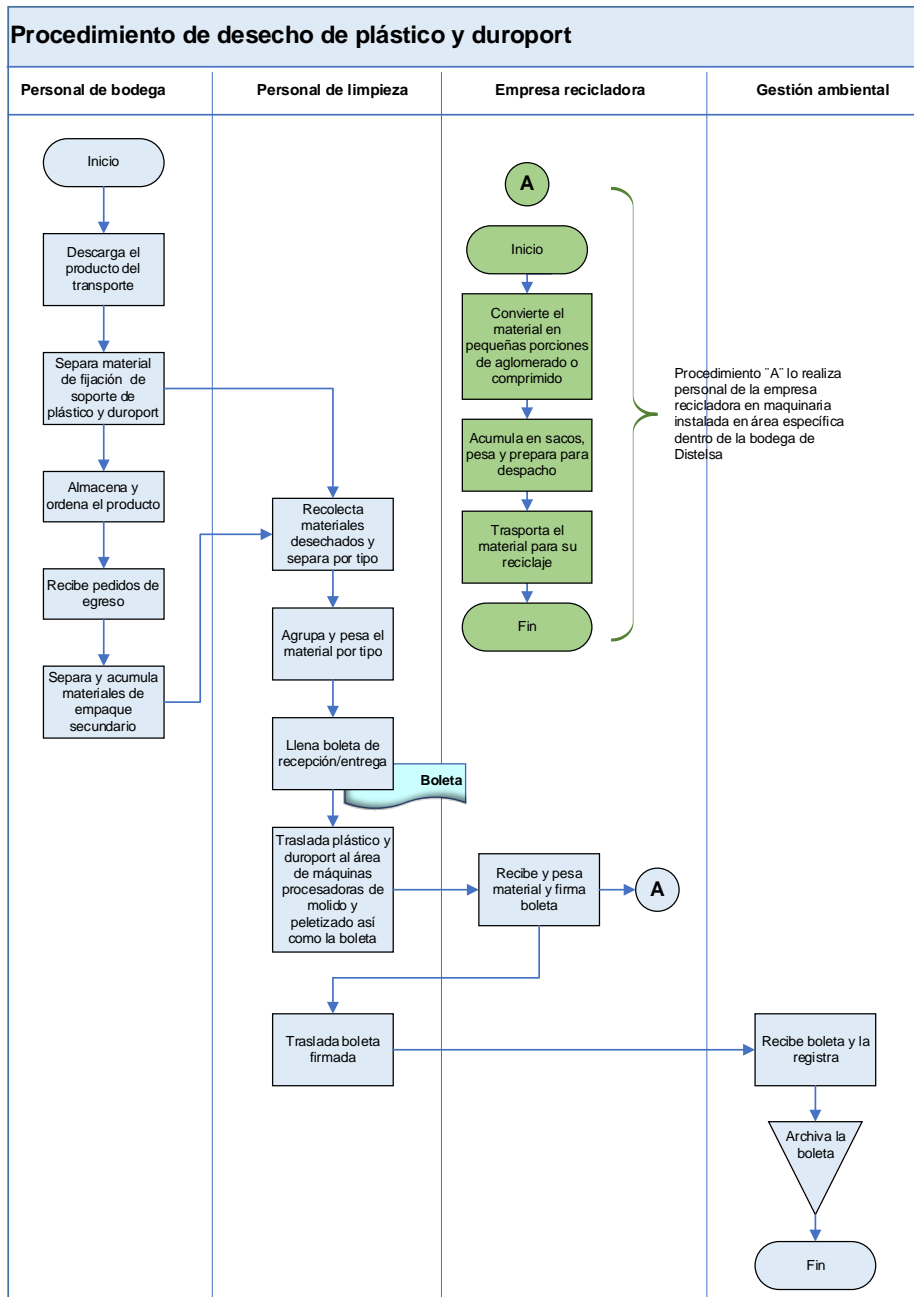 Procedimiento de desecho de plástico y duroport
Personal de bodega
Personal de limpieza
Empresa recicladora
Gestión ambiental
Inicio
Descarga el
producto del
transporte
Separa material
de fijación de
soporte de
plástico y duroport
Almacena y
ordena el producto
Recibe pedidos de
egreso
Separa y acumula
materiales de
empaque
secundario
Recolecta
materiales
desechados y
separa por tipo
Agrupa y pesa el
material por tipo
Llena boleta de
recepción/entrega
Boleta
Traslada plástico y
duroport al área
de máquinas
procesadoras de
molido y
peletizado así
como la boleta
Traslada boleta
firmada
A
Inicio
Convierte el
material en
pequeñas porciones
de aglomerado o
comprimido
Acumula en sacos,
pesa y prepara para
despacho
Trasporta el
material para su
reciclaje
Fin
Procedimiento ¨A¨ lo realiza
personal de la empresa
recicladora en maquinaria
instalada en área específica
dentro de la bodega de
Distelsa
Recibe y pesa
material y firma
boleta
A
Recibe boleta y la
registra
Archiva la
boleta
Fin